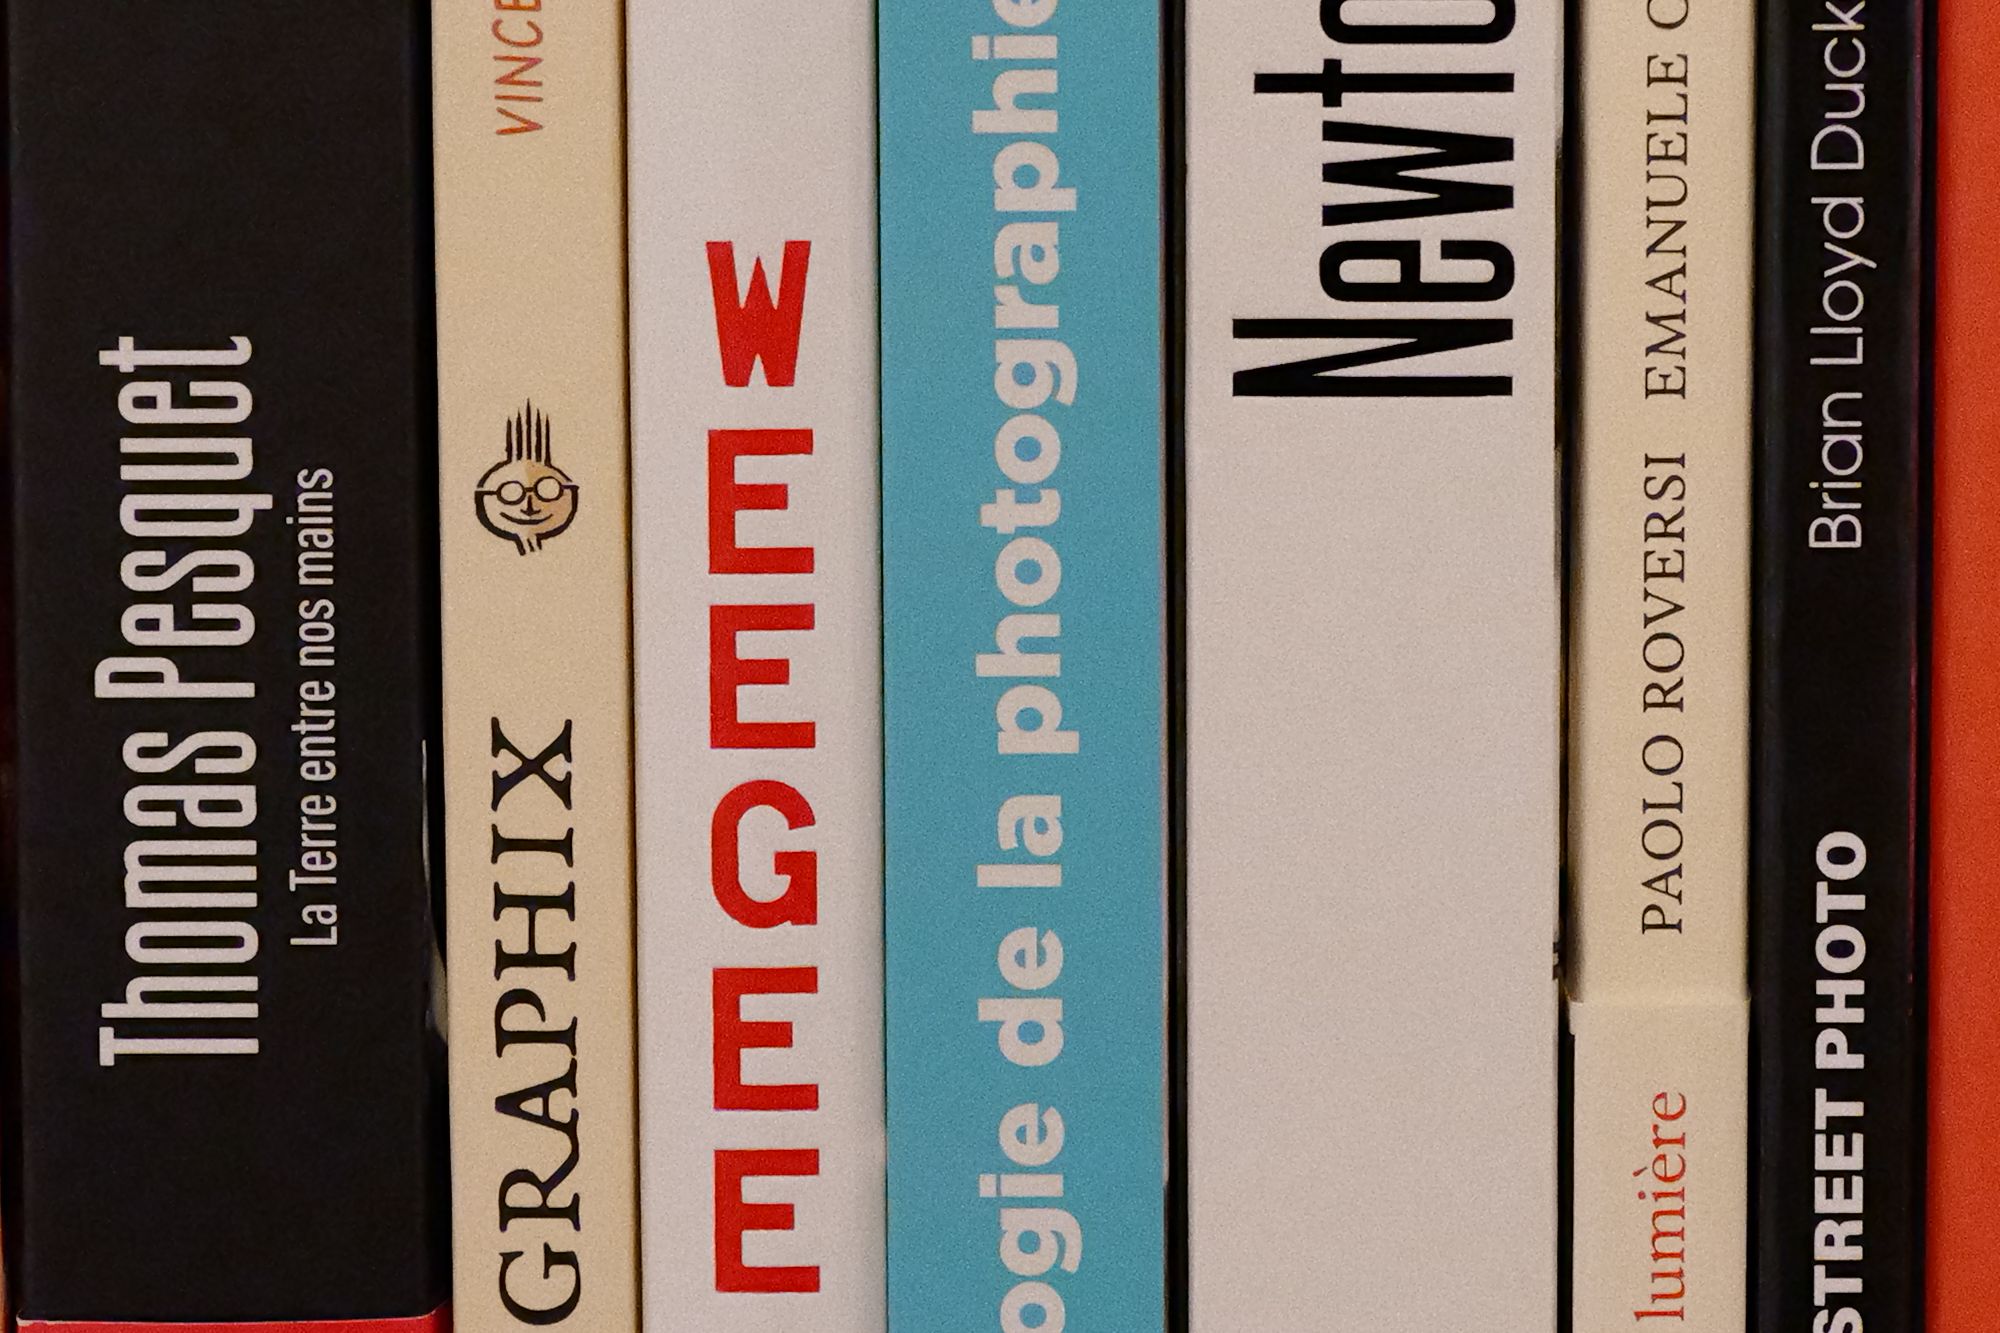 Thomas Pesquet
La Terre entre nos mains
GRAPHIX
VINCE
WEEGEE
ogie de la photographie
Newto
lumière
PAOLO ROVERSI EMANUELE C
STREET PHOTO
Brian Lloyd Duck